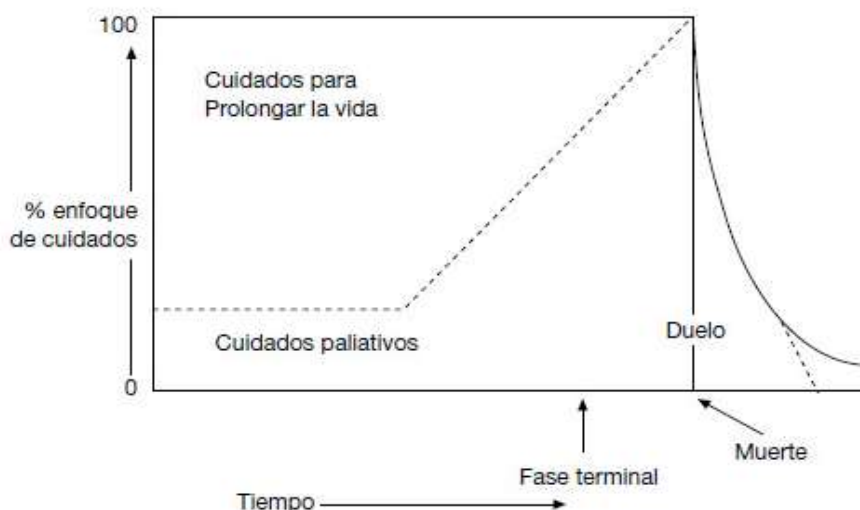 100
Cuidados para
Prolongar la vida
% enfoque
de cuidados
Cuidados paliativos
Duelo
0
Muerte
Fase terminal
Tiempo